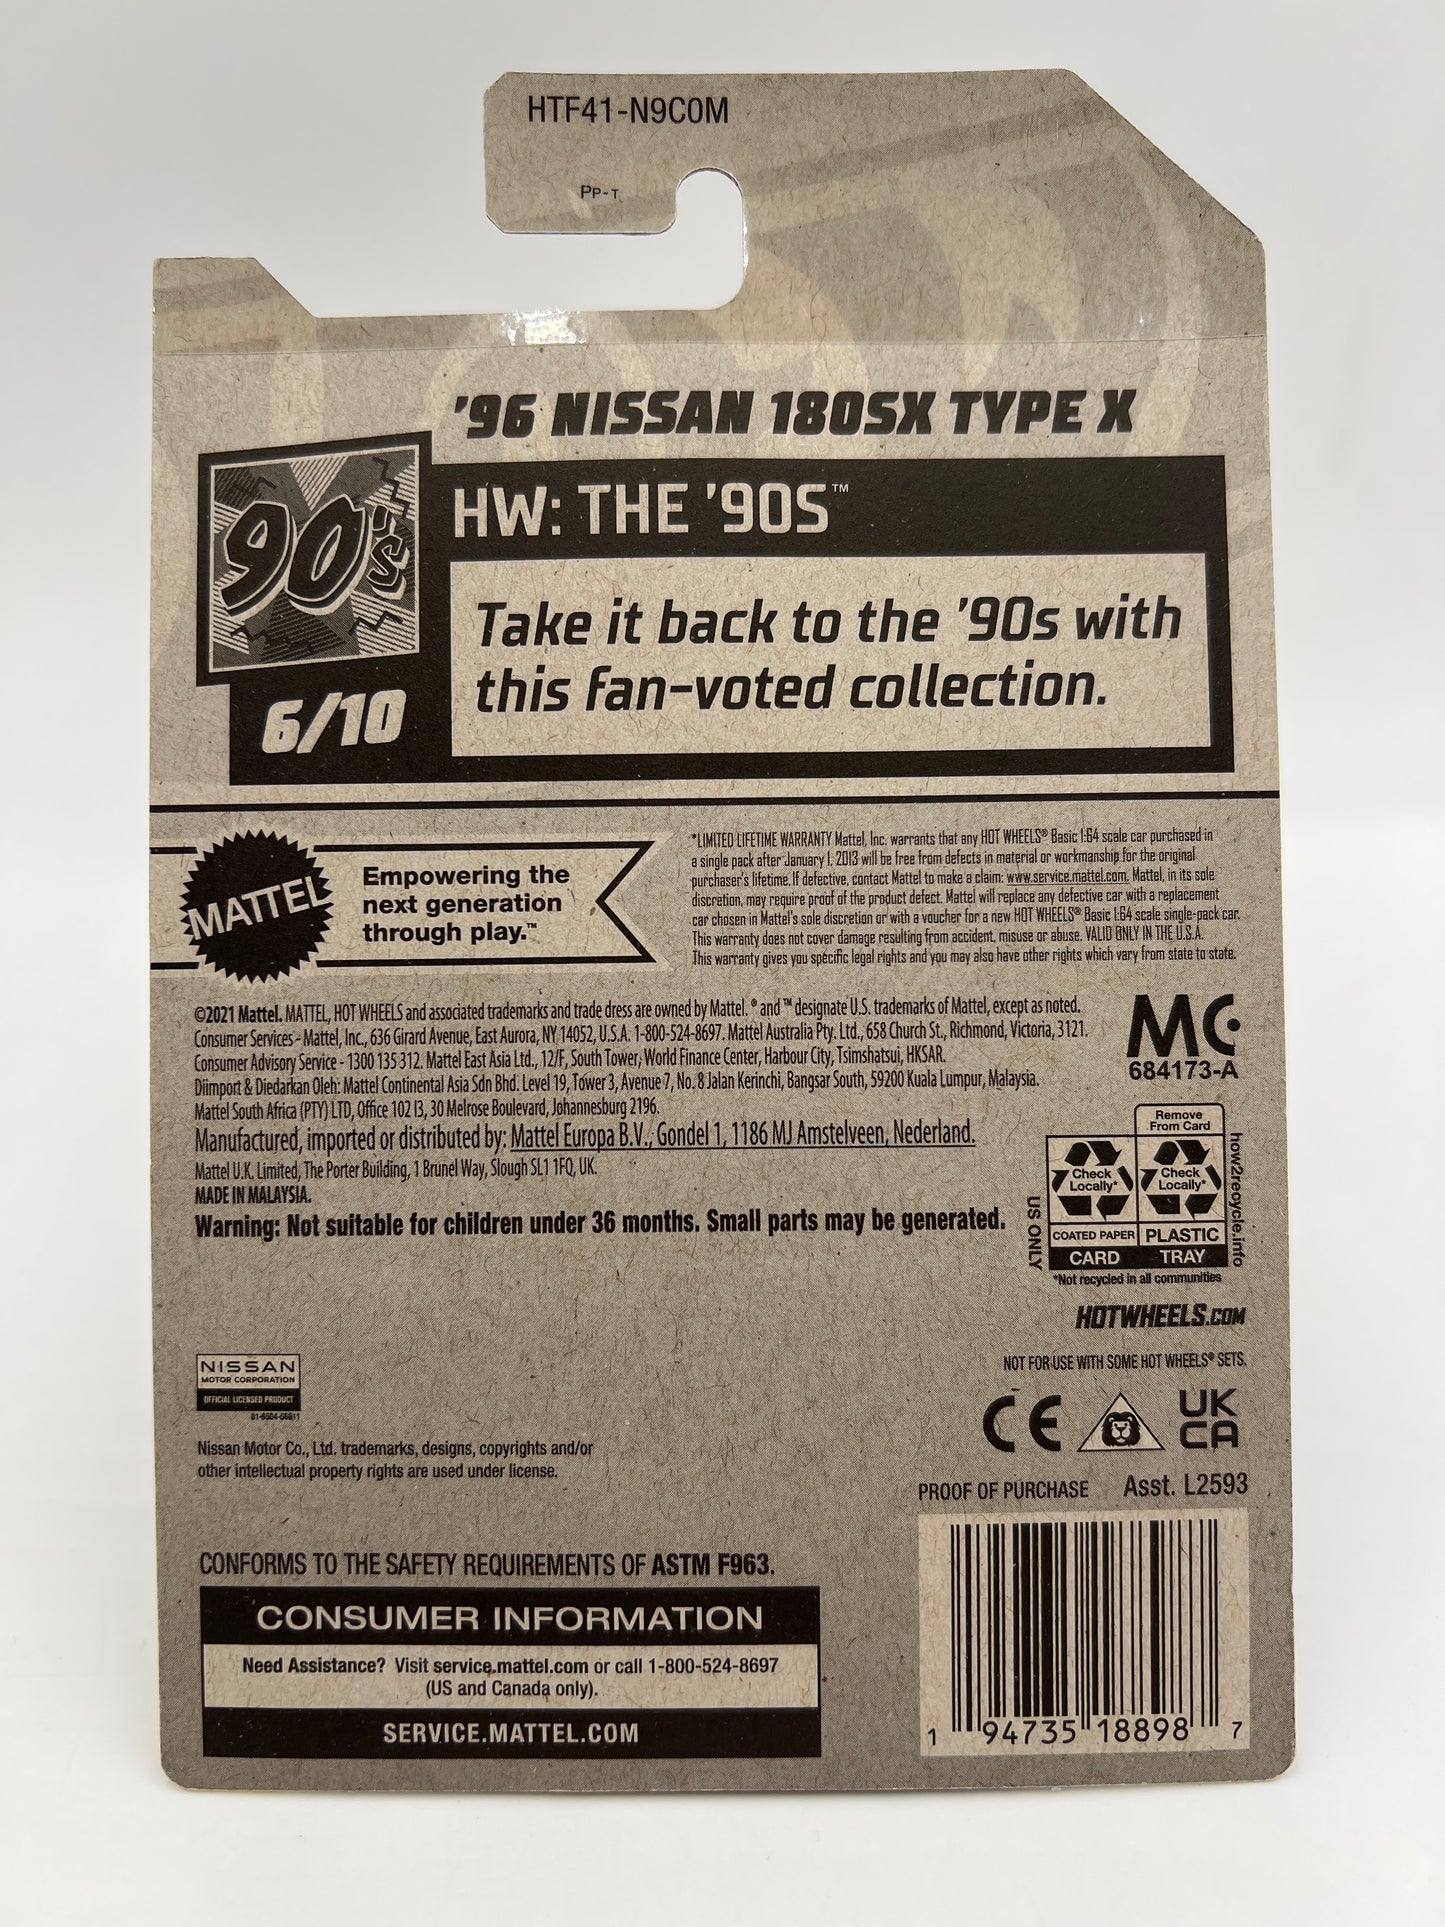 HTF41-N9C0M
PP-T
'96 NISSAN 180SX TYPE X
90's
HW: THE '90S™
Take it back to the '90s with
this fan-voted collection.
6/10
MATTEL
Empowering the
next generation
through play.™
*LIMITED LIFETIME WARRANTY Mattel, Inc. warrants that any HOT WHEELS® Basic 1:64 scale car purchased in
a single pack after January 1, 2013 will be free from defects in material or workmanship for the original
purchaser's lifetime. If defective, contact Mattel to make a claim: www.service.mattel.com. Mattel, in its sole
discretion, may require proof of the product defect. Mattel will replace any defective car with a replacement
car chosen in Mattel's sole discretion or with a voucher for a new HOT WHEELS® Basic 1:64 scale single-pack car.
This warranty does not cover damage resulting from accident, misuse or abuse. VALID ONLY IN THE U.S.A.
This warranty gives you specific legal rights and you may also have other rights which vary from state to state.
©2021 Mattel. MATTEL, HOT WHEELS and associated trademarks and trade dress are owned by Mattel. ® and ™ designate U.S. trademarks of Mattel, except as noted.
Consumer Services - Mattel, Inc., 636 Girard Avenue, East Aurora, NY 14052, U.S.A. 1-800-524-8697. Mattel Australia Pty. Ltd., 658 Church St., Richmond, Victoria, 3121.
Consumer Advisory Service - 1300 135 312. Mattel East Asia Ltd., 12/F, South Tower, World Finance Center, Harbour City, Tsimshatsui, HKSAR.
Diimport & Diedarkan Oleh: Mattel Continental Asia Sdn Bhd. Level 19, Tower 3, Avenue 7, No. 8 Jalan Kerinchi, Bangsar South, 59200 Kuala Lumpur, Malaysia.
Mattel South Africa (PTY) LTD, Office 102 I3, 30 Melrose Boulevard, Johannesburg 2196.
Manufactured, imported or distributed by: Mattel Europa B.V., Gondel 1, 1186 MJ Amstelveen, Nederland.
Mattel U.K. Limited, The Porter Building, 1 Brunel Way, Slough SL1 1FQ, UK.
MADE IN MALAYSIA.
Warning: Not suitable for children under 36 months. Small parts may be generated.
MC
684173-A
Remove
From Card
Check
Locally*
Check
Locally*
COATED PAPER
PLASTIC
CARD
TRAY
US ONLY
how2recycle.info
*Not recycled in all communities
HOTWHEELS.COM
NOT FOR USE WITH SOME HOT WHEELS® SETS.
CE
UK
CA
NISSAN
MOTOR CORPORATION
OFFICIAL LICENSED PRODUCT
Nissan Motor Co., Ltd. trademarks, designs, copyrights and/or
other intellectual property rights are used under license.
PROOF OF PURCHASE Asst. L2593
CONFORMS TO THE SAFETY REQUIREMENTS OF ASTM F963.
CONSUMER INFORMATION
Need Assistance? Visit service.mattel.com or call 1-800-524-8697
(US and Canada only).
SERVICE.MATTEL.COM
1 94735 18898 7